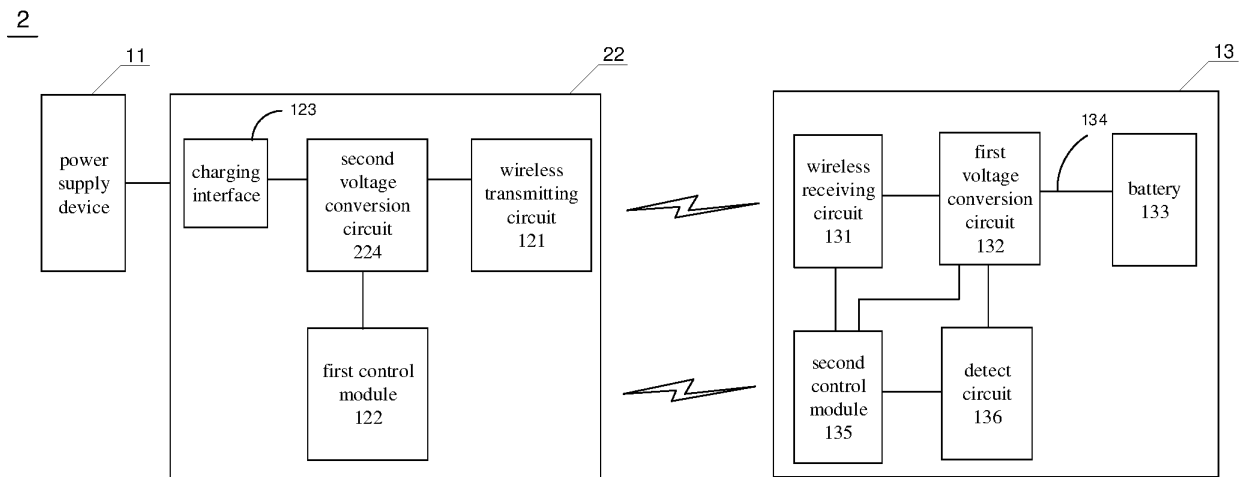 2
11
22
13
power
supply
device
123
charging
interface
second
voltage
conversion
circuit
224
wireless
transmitting
circuit
121
first control
module
122
wireless
receiving
circuit
131
first
voltage
conversion
circuit
132
134
battery
133
second
control
module
135
detect
circuit
136